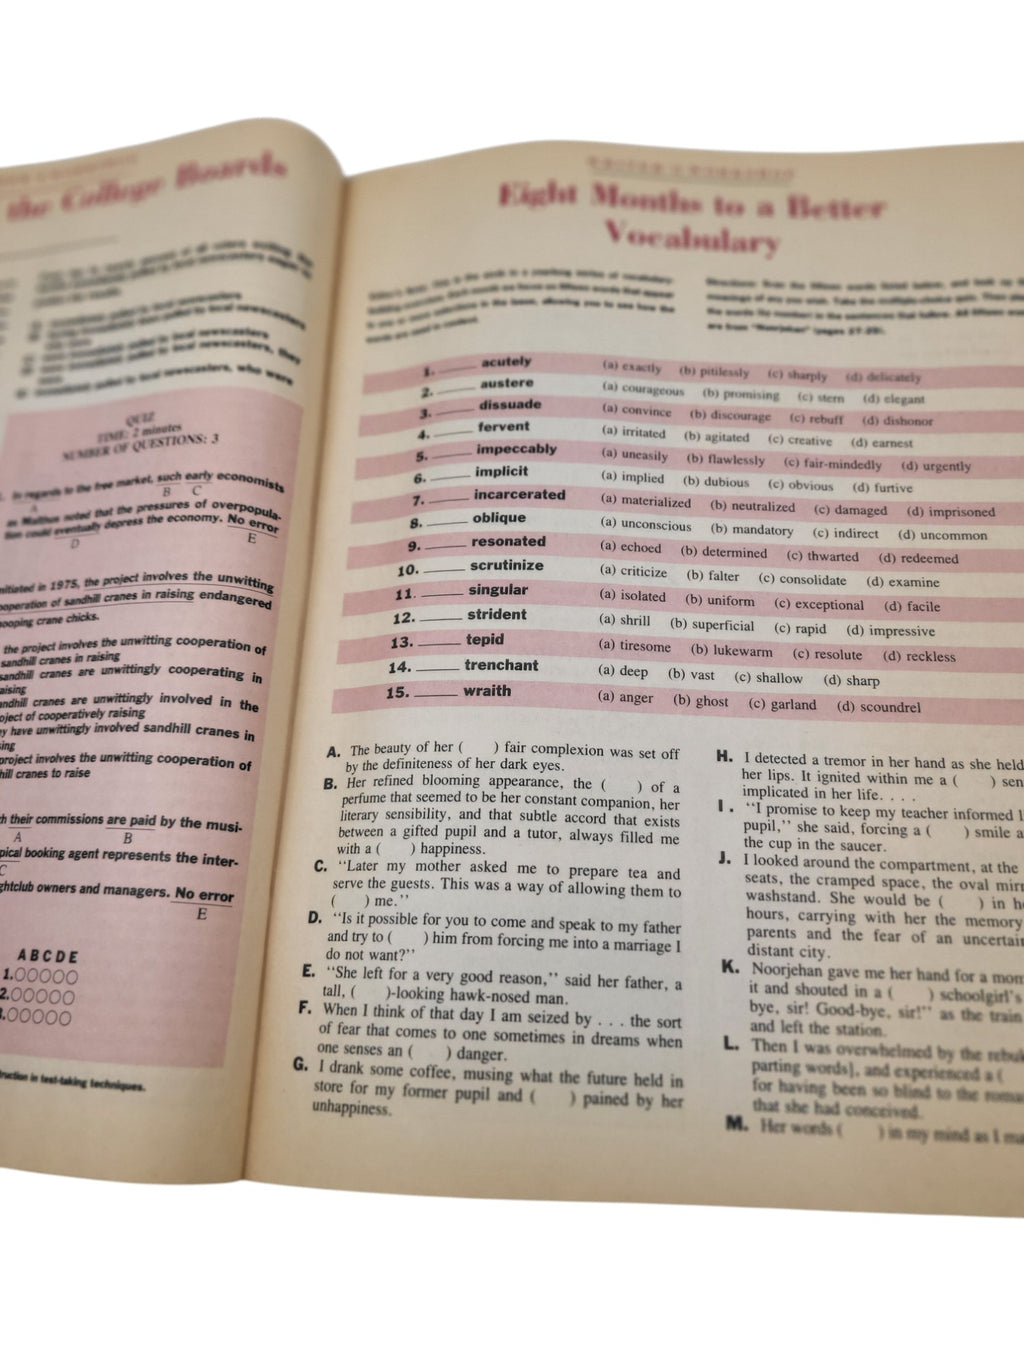 the College Boards
QUIZ
TIME: 2 minutes
NUMBER OF QUESTIONS: 3
In regards to the free market, such early economists
A B C
as Malthus noted that the pressures of overpopula-
tion could eventually depress the economy. No error
D E
nitiated in 1975, the project involves the unwitting
ooperation of sandhill cranes in raising endangered
ooping crane chicks.
the project involves the unwitting cooperation of
sandhill cranes in raising
sandhill cranes are unwittingly cooperating in
aising
ndhill cranes are unwittingly involved in the
oject of cooperatively raising
y have unwittingly involved sandhill cranes in
sing
project involves the unwitting cooperation of
hill cranes to raise
h their commissions are paid by the musi-
A B
pical booking agent represents the inter-
C
ghtclub owners and managers. No error
E
A B C D E
1.
2.
ruction in test-taking techniques.
Eight Months to a Better
Vocabulary
1. acutely (a) exactly (b) pitilessly (c) sharply (d) delicately
2. austere (a) courageous (b) promising (c) stern (d) elegant
3. dissuade (a) convince (b) discourage (c) rebuff (d) dishonor
4. fervent (a) irritated (b) agitated (c) creative (d) earnest
5. impeccably (a) uneasily (b) flawlessly (c) fair-mindedly (d) urgently
6. implicit (a) implied (b) dubious (c) obvious (d) furtive
7. incarcerated (a) materialized (b) neutralized (c) damaged (d) imprisoned
8. oblique (a) unconscious (b) mandatory (c) indirect (d) uncommon
9. resonated (a) echoed (b) determined (c) thwarted (d) redeemed
10. scrutinize (a) criticize (b) falter (c) consolidate (d) examine
11. singular (a) isolated (b) uniform (c) exceptional (d) facile
12. strident (a) shrill (b) superficial (c) rapid (d) impressive
13. tepid (a) tiresome (b) lukewarm (c) resolute (d) reckless
14. trenchant (a) deep (b) vast (c) shallow (d) sharp
15. wraith (a) anger (b) ghost (c) garland (d) scoundrel
A. The beauty of her ( ) fair complexion was set off
by the definiteness of her dark eyes.
B. Her refined blooming appearance, the ( ) of a
perfume that seemed to be her constant companion, her
literary sensibility, and that subtle accord that exists
between a gifted pupil and a tutor, always filled me
with a ( ) happiness.
C. "Later my mother asked me to prepare tea and
serve the guests. This was a way of allowing them to
( ) me."
D. "Is it possible for you to come and speak to my father
and try to ( ) him from forcing me into a marriage I
do not want?"
E. "She left for a very good reason," said her father, a
tall, ( )-looking hawk-nosed man.
F. When I think of that day I am seized by . . . the sort
of fear that comes to one sometimes in dreams when
one senses an ( ) danger.
G. I drank some coffee, musing what the future held in
store for my former pupil and ( ) pained by her
unhappiness.
H. I detected a tremor in her hand as she held
her lips. It ignited within me a ( ) sen
implicated in her life. . . .
I. "I promise to keep my teacher informed
pupil," she said, forcing a ( ) smile a
the cup in the saucer.
J. I looked around the compartment, at the
seats, the cramped space, the oval mirr
washstand. She would be ( ) in h
hours, carrying with her the memory
parents and the fear of an uncertai
distant city.
K. Noorjehan gave me her hand for a mom
it and shouted in a ( ) schoolgirl's
bye, sir! Good-bye, sir!" as the train
and left the station.
L. Then I was overwhelmed by the rebuk
parting words], and experienced a (
for having been so blind to the roma
that she had conceived.
M. Her words ( ) in my mind as I ma